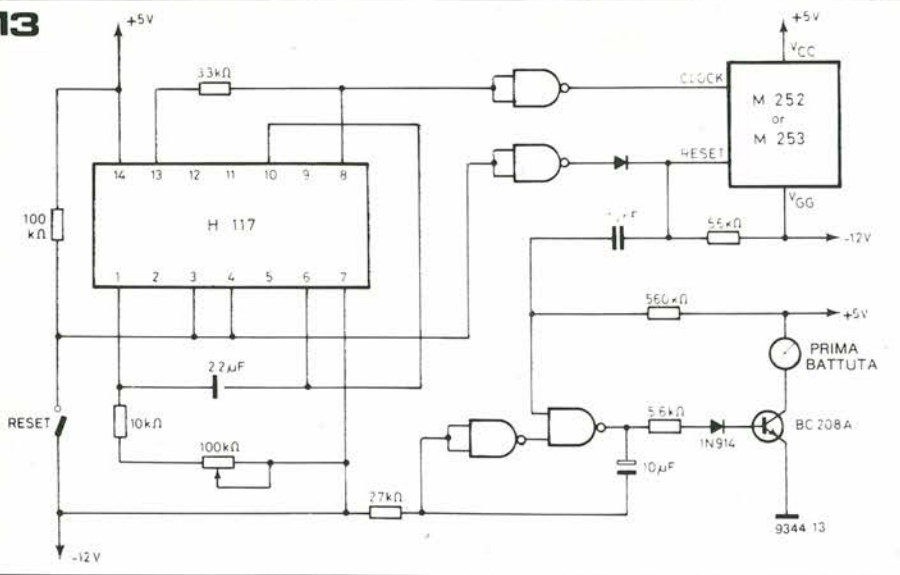 13
+5V
+5V
VCC
33kΩ
CLOCK
M 252
or
M 253
14 13 12 11 10 9 8
RESET
100
kΩ
H 117
VGG
56kΩ
-12V
1 2 3 4 5 6 7
560kΩ
+5V
2.2µF
PRIMA
BATTUTA
RESET
10kΩ
5.6kΩ
BC 208A
1N914
100kΩ
10µF
27kΩ
9344 13
-12V